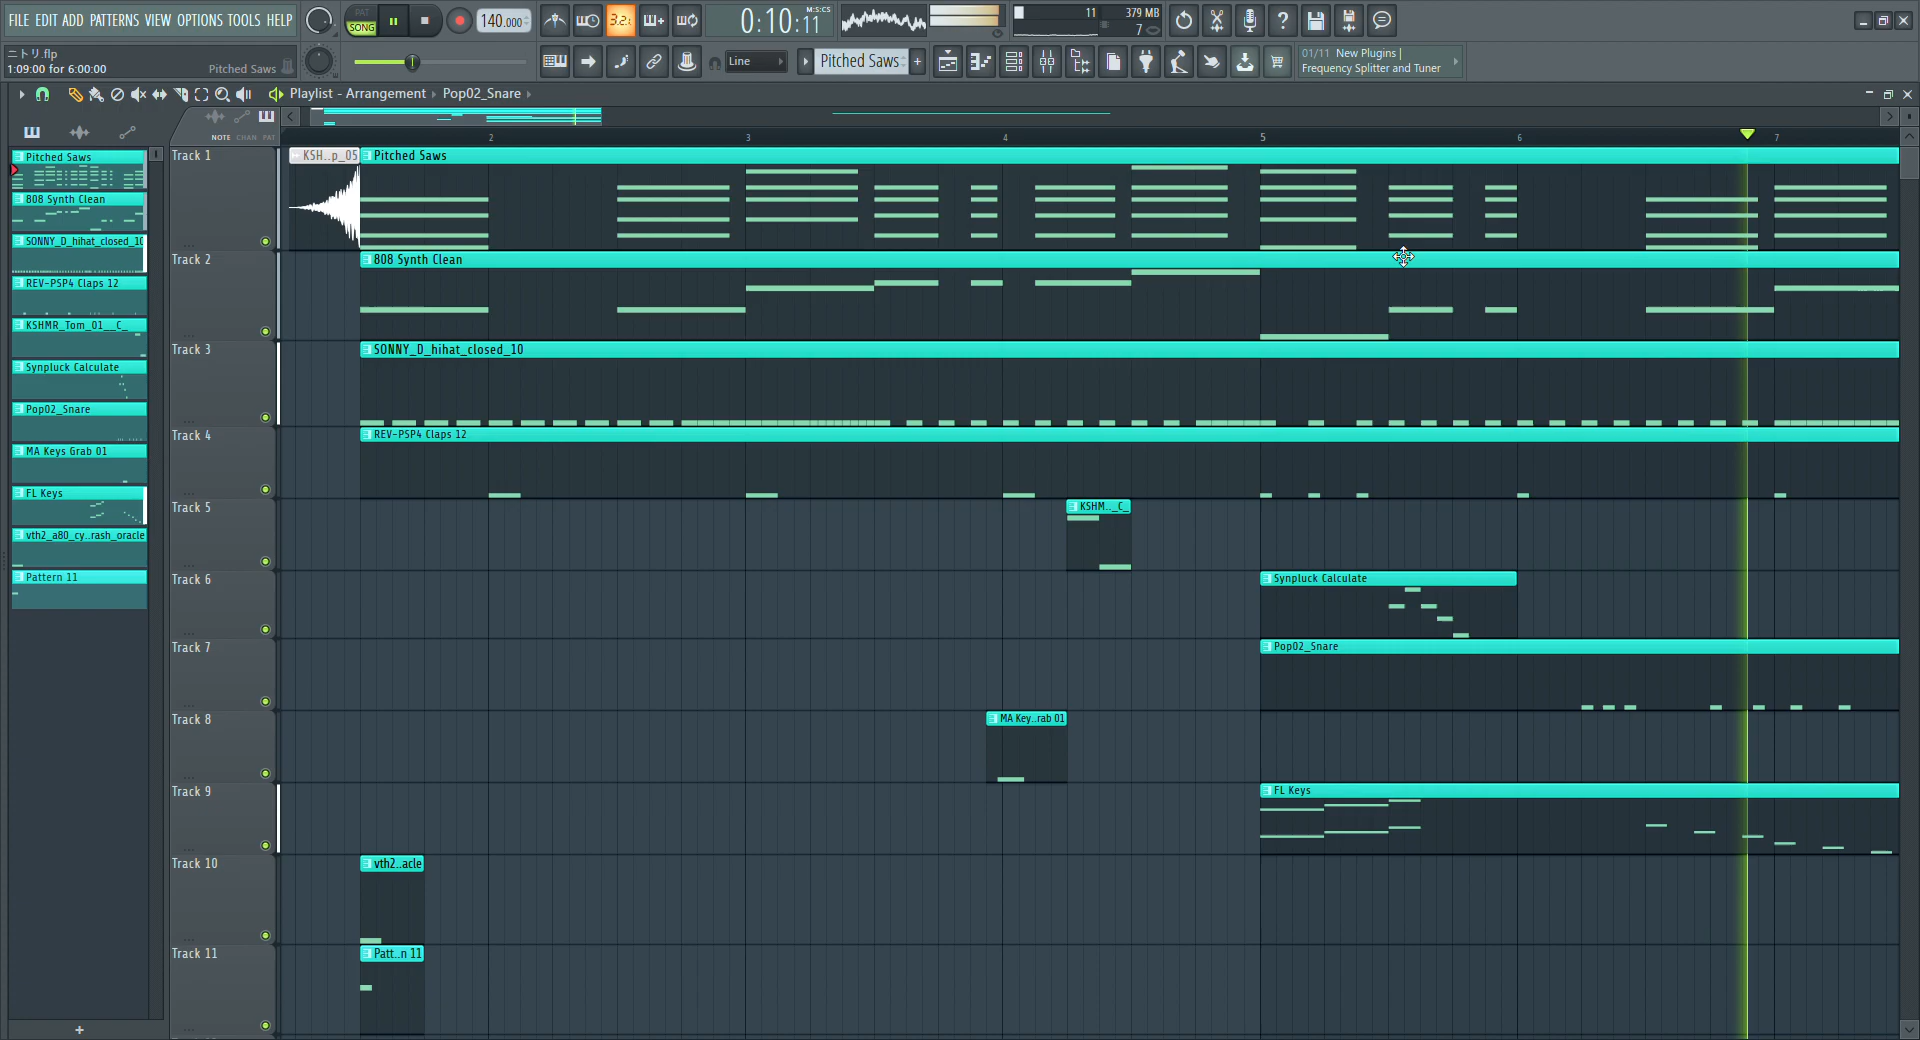 FILE EDIT ADD PATTERNS VIEW OPTIONS TOOLS HELP
PAT
SONG
140.000
3.2.
0:10:11
M:S:CS
11
379 MB
7
ニトリ.flp
1:09:00 for 6:00:00
Pitched Saws
Line
Pitched Saws
+
01/11 New Plugins |
Frequency Splitter and Tuner
Playlist - Arrangement
Pop02_Snare
NOTE CHAN PAT
2
3
4
5
6
7
Pitched Saws
808 Synth Clean
SONNY_D_hihat_closed_10
REV-PSP4 Claps 12
KSHMR_Tom_01__C_
Synpluck Calculate
Pop02_Snare
MA Keys Grab 01
FL Keys
vth2_a80_cy..rash_oracle
Pattern 11
+
Track 1
KSH..p_05
Pitched Saws
Track 2
808 Synth Clean
Track 3
SONNY_D_hihat_closed_10
Track 4
REV-PSP4 Claps 12
Track 5
KSHM.._C_
Track 6
Synpluck Calculate
Track 7
Pop02_Snare
Track 8
MA Key..rab 01
Track 9
FL Keys
Track 10
vth2..acle
Track 11
Patt..n 11